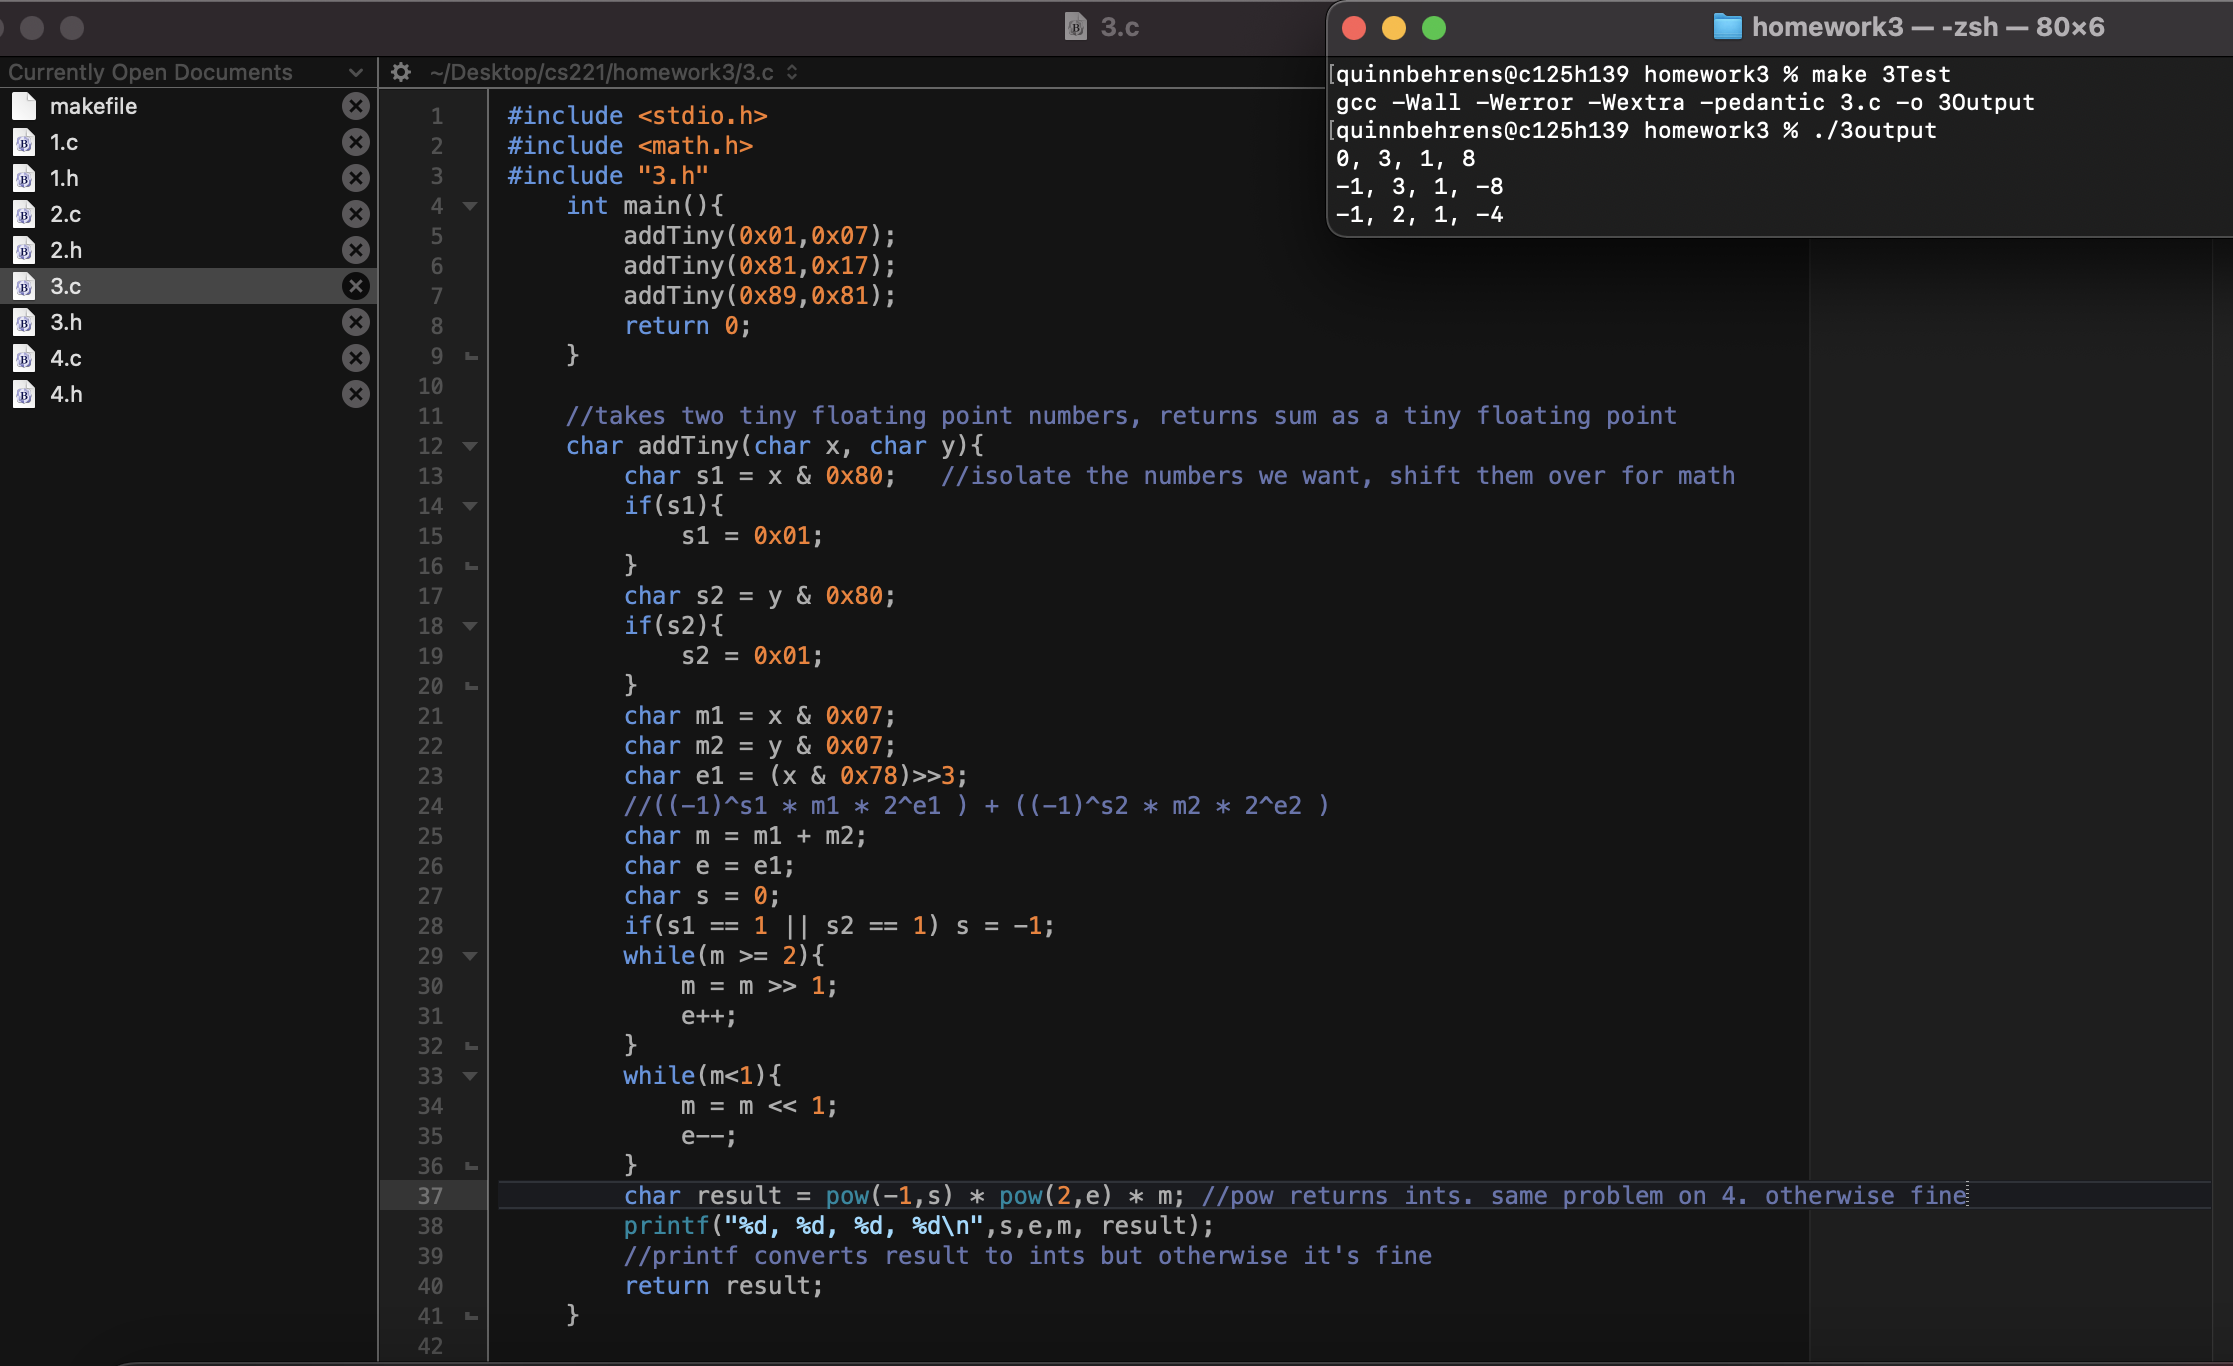 3.c
homework3 — -zsh — 80×6
Currently Open Documents
~/Desktop/cs221/homework3/3.c
makefile
1.c
1.h
2.c
2.h
3.c
3.h
4.c
4.h
[quinnbehrens@c125h139 homework3 % make 3Test
gcc -Wall -Werror -Wextra -pedantic 3.c -o 3Output
[quinnbehrens@c125h139 homework3 % ./3output
0, 3, 1, 8
-1, 3, 1, -8
-1, 2, 1, -4
1 #include <stdio.h>
2 #include <math.h>
3 #include "3.h"
4 int main(){
5 addTiny(0x01,0x07);
6 addTiny(0x81,0x17);
7 addTiny(0x89,0x81);
8 return 0;
9 }
10
11 //takes two tiny floating point numbers, returns sum as a tiny floating point
12 char addTiny(char x, char y){
13 char s1 = x & 0x80; //isolate the numbers we want, shift them over for math
14 if(s1){
15 s1 = 0x01;
16 }
17 char s2 = y & 0x80;
18 if(s2){
19 s2 = 0x01;
20 }
21 char m1 = x & 0x07;
22 char m2 = y & 0x07;
23 char e1 = (x & 0x78)>>3;
24 //((-1)^s1 * m1 * 2^e1 ) + ((-1)^s2 * m2 * 2^e2 )
25 char m = m1 + m2;
26 char e = e1;
27 char s = 0;
28 if(s1 == 1 || s2 == 1) s = -1;
29 while(m >= 2){
30 m = m >> 1;
31 e++;
32 }
33 while(m<1){
34 m = m << 1;
35 e--;
36 }
37 char result = pow(-1,s) * pow(2,e) * m; //pow returns ints. same problem on 4. otherwise fine
38 printf("%d, %d, %d, %d\n",s,e,m, result);
39 //printf converts result to ints but otherwise it's fine
40 return result;
41 }
42